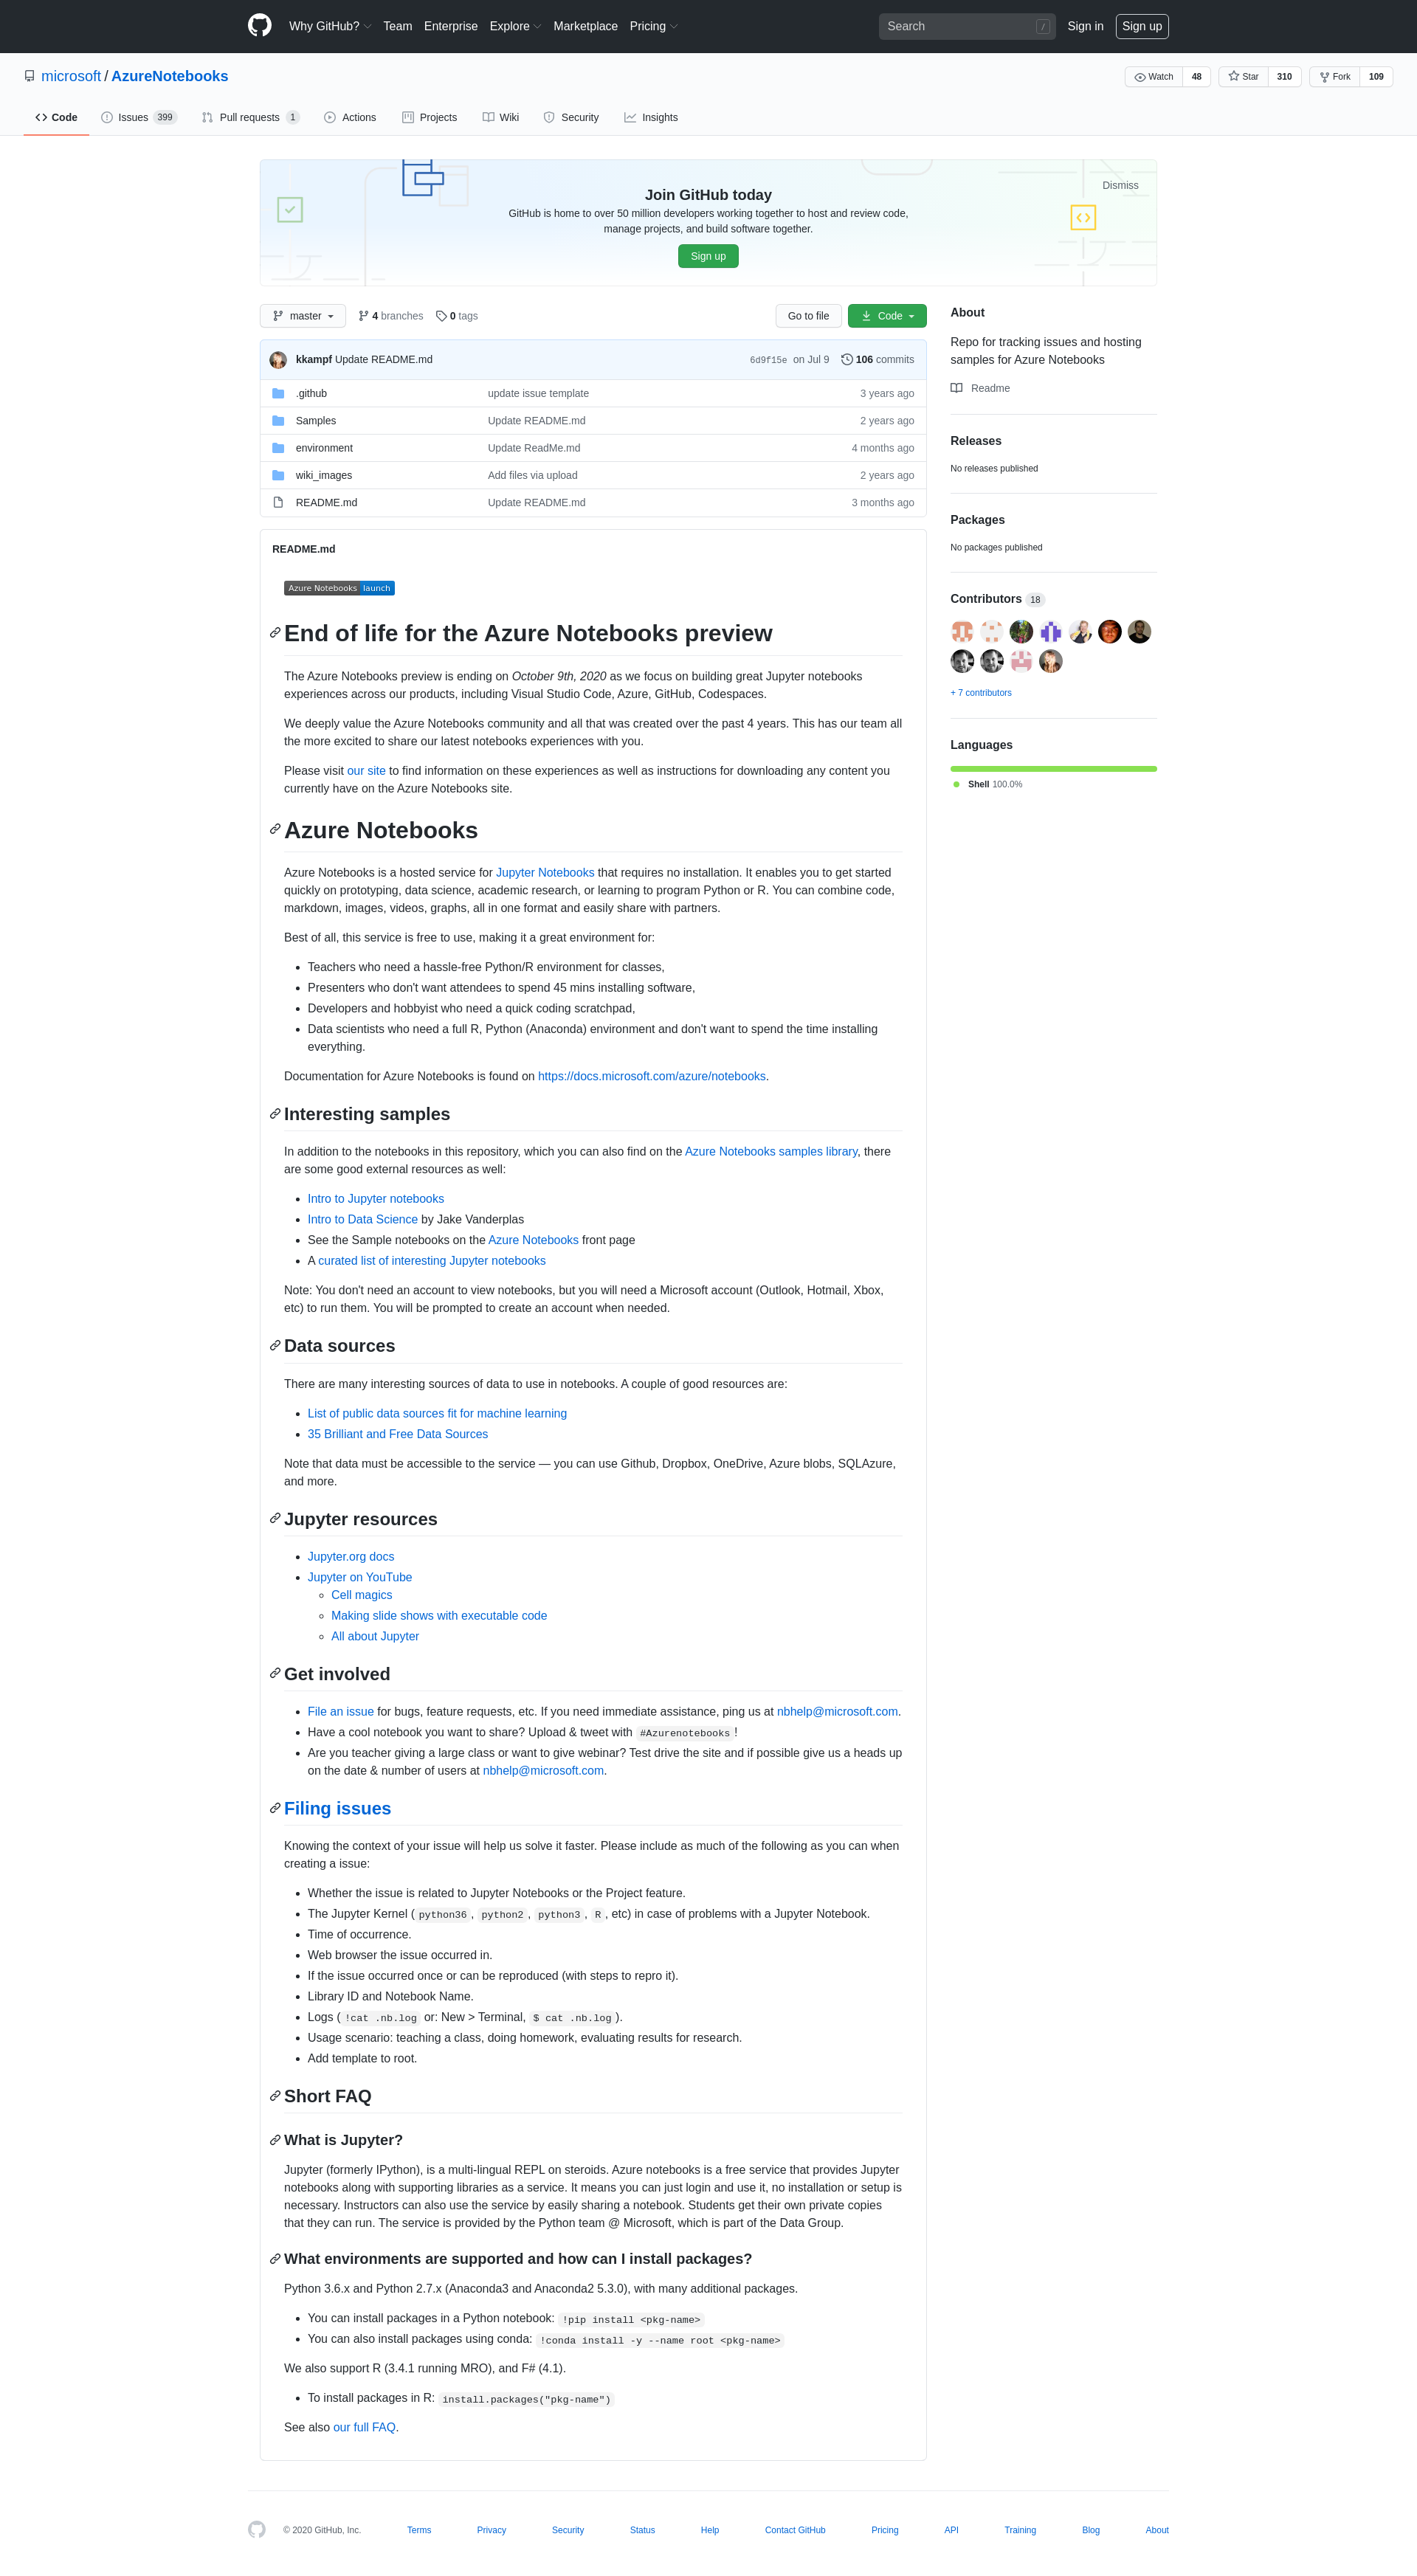 Why GitHub? Team Enterprise Explore Marketplace Pricing Search / Sign in Sign up
microsoft / AzureNotebooks Watch 48 Star 310 Fork 109
Code Issues 399 Pull requests 1 Actions Projects Wiki Security Insights
Dismiss
Join GitHub today
GitHub is home to over 50 million developers working together to host and review code,
manage projects, and build software together.
Sign up
master 4 branches 0 tags Go to file Code
kkampf Update README.md 6d9f15e on Jul 9 106 commits
.github update issue template 3 years ago
Samples Update README.md 2 years ago
environment Update ReadMe.md 4 months ago
wiki_images Add files via upload 2 years ago
README.md Update README.md 3 months ago
README.md
Azure Notebooks launch
End of life for the Azure Notebooks preview
The Azure Notebooks preview is ending on October 9th, 2020 as we focus on building great Jupyter notebooks
experiences across our products, including Visual Studio Code, Azure, GitHub, Codespaces.
We deeply value the Azure Notebooks community and all that was created over the past 4 years. This has our team all
the more excited to share our latest notebooks experiences with you.
Please visit our site to find information on these experiences as well as instructions for downloading any content you
currently have on the Azure Notebooks site.
Azure Notebooks
Azure Notebooks is a hosted service for Jupyter Notebooks that requires no installation. It enables you to get started
quickly on prototyping, data science, academic research, or learning to program Python or R. You can combine code,
markdown, images, videos, graphs, all in one format and easily share with partners.
Best of all, this service is free to use, making it a great environment for:
Teachers who need a hassle-free Python/R environment for classes,
Presenters who don't want attendees to spend 45 mins installing software,
Developers and hobbyist who need a quick coding scratchpad,
Data scientists who need a full R, Python (Anaconda) environment and don't want to spend the time installing
everything.
Documentation for Azure Notebooks is found on https://docs.microsoft.com/azure/notebooks.
Interesting samples
In addition to the notebooks in this repository, which you can also find on the Azure Notebooks samples library, there
are some good external resources as well:
Intro to Jupyter notebooks
Intro to Data Science by Jake Vanderplas
See the Sample notebooks on the Azure Notebooks front page
A curated list of interesting Jupyter notebooks
Note: You don't need an account to view notebooks, but you will need a Microsoft account (Outlook, Hotmail, Xbox,
etc) to run them. You will be prompted to create an account when needed.
Data sources
There are many interesting sources of data to use in notebooks. A couple of good resources are:
List of public data sources fit for machine learning
35 Brilliant and Free Data Sources
Note that data must be accessible to the service — you can use Github, Dropbox, OneDrive, Azure blobs, SQLAzure,
and more.
Jupyter resources
Jupyter.org docs
Jupyter on YouTube
Cell magics
Making slide shows with executable code
All about Jupyter
Get involved
File an issue for bugs, feature requests, etc. If you need immediate assistance, ping us at nbhelp@microsoft.com.
Have a cool notebook you want to share? Upload & tweet with #Azurenotebooks !
Are you teacher giving a large class or want to give webinar? Test drive the site and if possible give us a heads up
on the date & number of users at nbhelp@microsoft.com.
Filing issues
Knowing the context of your issue will help us solve it faster. Please include as much of the following as you can when
creating a issue:
Whether the issue is related to Jupyter Notebooks or the Project feature.
The Jupyter Kernel ( python36 , python2 , python3 , R , etc) in case of problems with a Jupyter Notebook.
Time of occurrence.
Web browser the issue occurred in.
If the issue occurred once or can be reproduced (with steps to repro it).
Library ID and Notebook Name.
Logs ( !cat .nb.log or: New > Terminal, $ cat .nb.log ).
Usage scenario: teaching a class, doing homework, evaluating results for research.
Add template to root.
Short FAQ
What is Jupyter?
Jupyter (formerly IPython), is a multi-lingual REPL on steroids. Azure notebooks is a free service that provides Jupyter
notebooks along with supporting libraries as a service. It means you can just login and use it, no installation or setup is
necessary. Instructors can also use the service by easily sharing a notebook. Students get their own private copies
that they can run. The service is provided by the Python team @ Microsoft, which is part of the Data Group.
What environments are supported and how can I install packages?
Python 3.6.x and Python 2.7.x (Anaconda3 and Anaconda2 5.3.0), with many additional packages.
You can install packages in a Python notebook: !pip install <pkg-name>
You can also install packages using conda: !conda install -y --name root <pkg-name>
We also support R (3.4.1 running MRO), and F# (4.1).
To install packages in R: install.packages("pkg-name")
See also our full FAQ.
About
Repo for tracking issues and hosting
samples for Azure Notebooks
Readme
Releases
No releases published
Packages
No packages published
Contributors 18
+ 7 contributors
Languages
Shell 100.0%
© 2020 GitHub, Inc. Terms Privacy Security Status Help Contact GitHub Pricing API Training Blog About